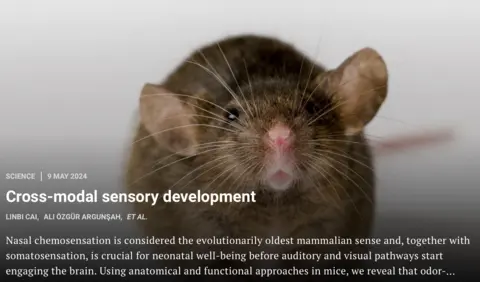 SCIENCE | 9 MAY 2024
Cross-modal sensory development
LINBI CAI, ALI ÖZGÜR ARGUNŞAH, ET AL.
Nasal chemosensation is considered the evolutionarily oldest mammalian sense and, together with
somatosensation, is crucial for neonatal well-being before auditory and visual pathways start
engaging the brain. Using anatomical and functional approaches in mice, we reveal that odor-…